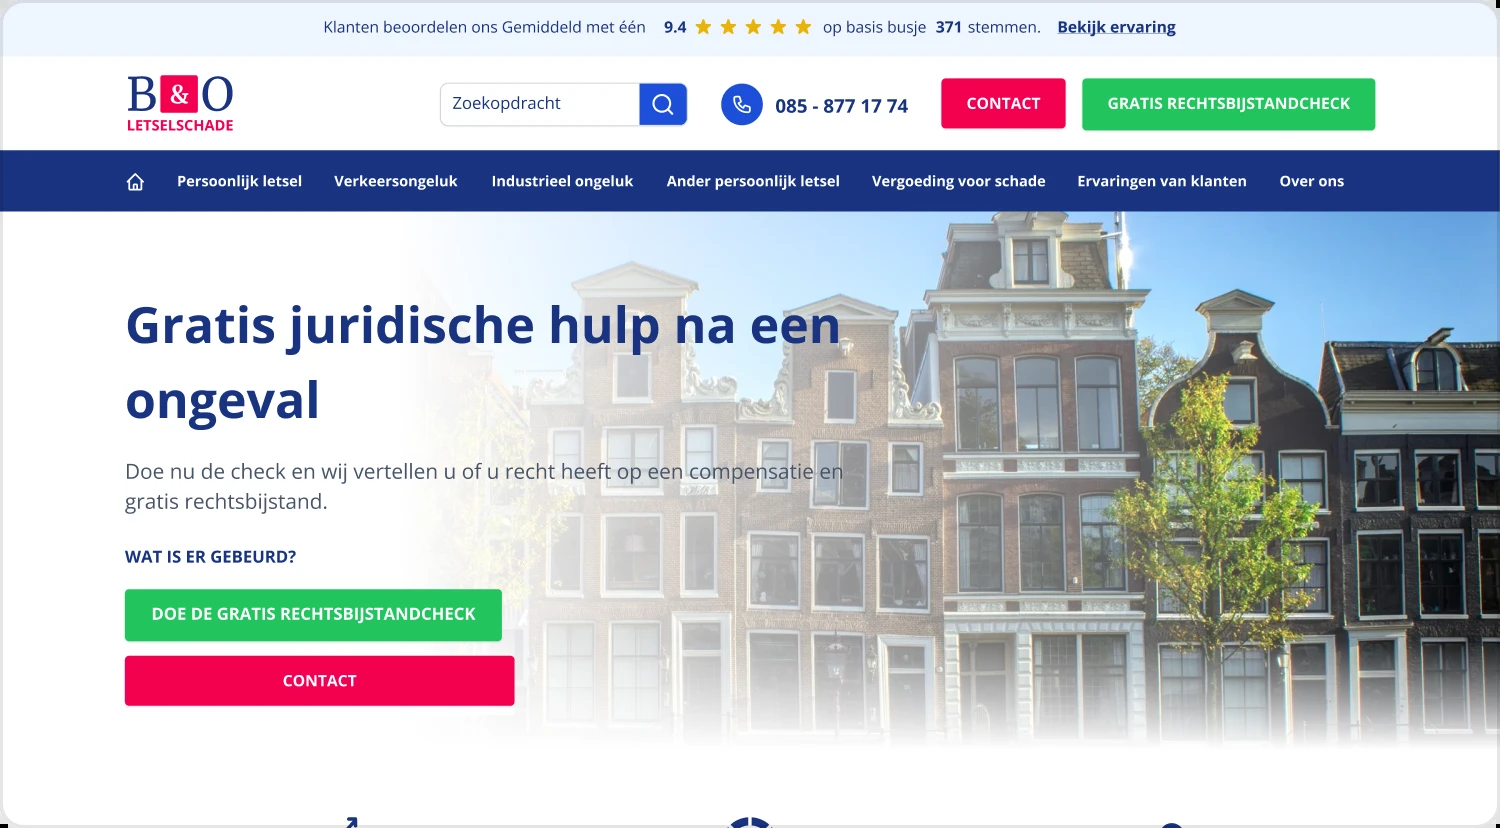 Klanten beoordelen ons Gemiddeld met één 9.4 op basis busje 371 stemmen. Bekijk ervaring
B&O
LETSELSCHADE
Zoekopdracht
085 - 877 17 74
CONTACT
GRATIS RECHTSBIJSTANDCHECK
Persoonlijk letsel Verkeersongeluk Industrieel ongeluk Ander persoonlijk letsel Vergoeding voor schade Ervaringen van klanten Over ons
Gratis juridische hulp na een
ongeval
Doe nu de check en wij vertellen u of u recht heeft op een compensatie en
gratis rechtsbijstand.
WAT IS ER GEBEURD?
DOE DE GRATIS RECHTSBIJSTANDCHECK
CONTACT